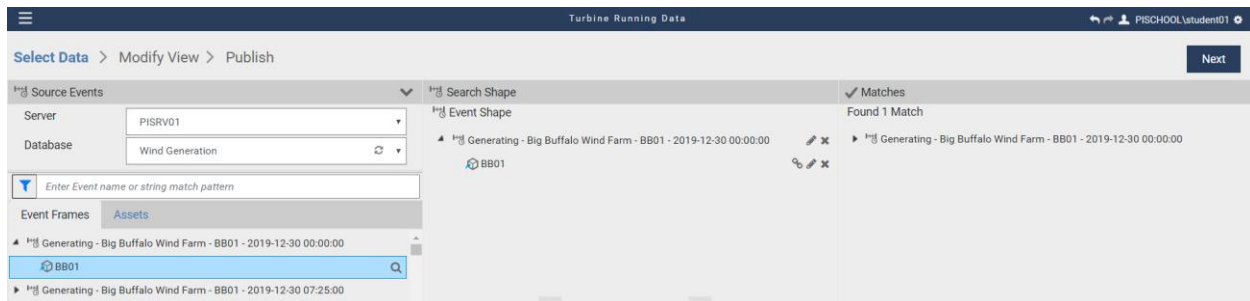 Turbine Running Data
PISCHOOL\student01
Select Data > Modify View > Publish
Next
Source Events
Server
PISRV01
Database
Wind Generation
Enter Event name or string match pattern
Event Frames
Assets
Generating - Big Buffalo Wind Farm - BB01 - 2019-12-30 00:00:00
BB01
Generating - Big Buffalo Wind Farm - BB01 - 2019-12-30 07:25:00
Search Shape
Event Shape
Generating - Big Buffalo Wind Farm - BB01 - 2019-12-30 00:00:00
BB01
Matches
Found 1 Match
Generating - Big Buffalo Wind Farm - BB01 - 2019-12-30 00:00:00